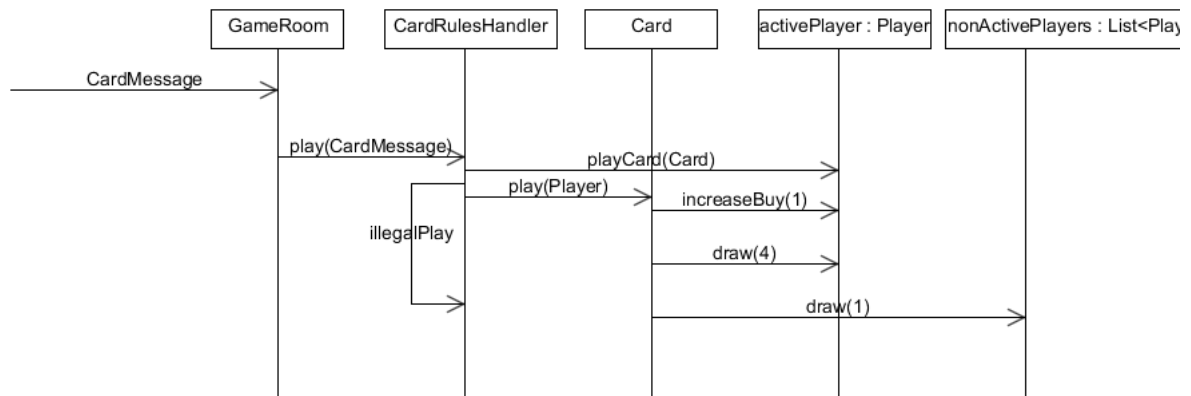 GameRoom
CardRulesHandler
Card
activePlayer : Player
nonActivePlayers : List<Play
CardMessage
play(CardMessage)
playCard(Card)
play(Player)
increaseBuy(1)
illegalPlay
draw(4)
draw(1)